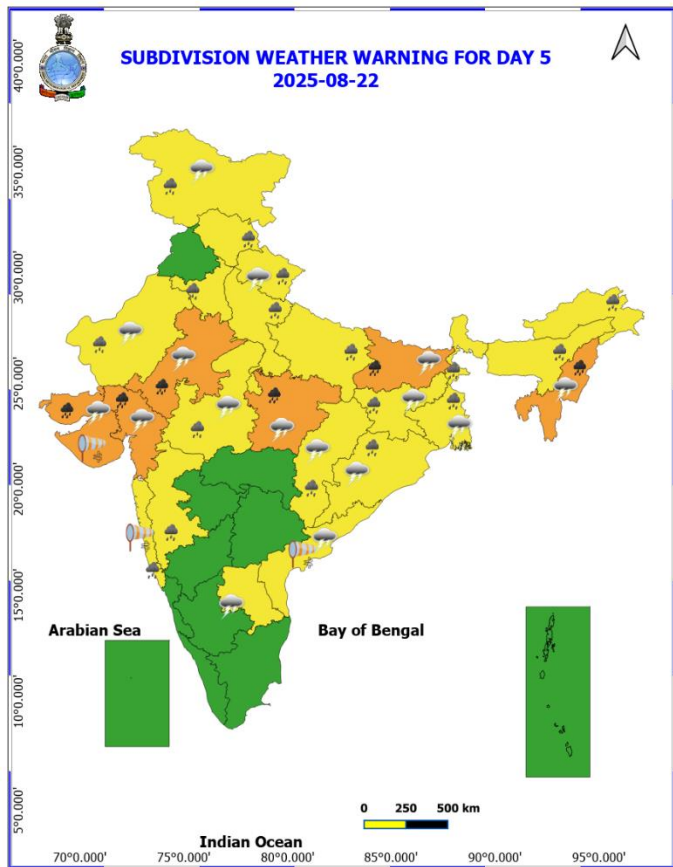 SUBDIVISION WEATHER WARNING FOR DAY 5
2025-08-22
40°0.000'
35°0.000'
30°0.000'
25°0.000'
20°0.000'
15°0.000'
10°0.000'
5°0.000'
Arabian Sea
Bay of Bengal
0 250 500 km
Indian Ocean
70°0.000' 75°0.000' 80°0.000' 85°0.000' 90°0.000' 95°0.000'